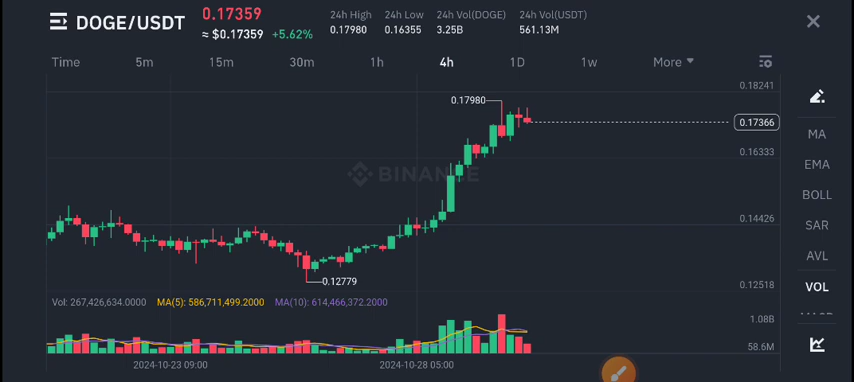 DOGE/USDT
0.17359
≈ $0.17359 +5.62%
24h High 24h Low 24h Vol(DOGE) 24h Vol(USDT)
0.17980 0.16355 3.25B 561.13M
Time 5m 15m 30m 1h 4h 1D 1w More
0.18241
0.17980
0.17366
MA
0.16333
EMA
BINANCE
BOLL
0.14426
SAR
AVL
0.12779
0.12518
VOL
Vol: 267,426,634.0000 MA(5): 586,711,499.2000 MA(10): 614,466,372.2000
1.08B
58.6M
2024-10-23 09:00 2024-10-28 05:00